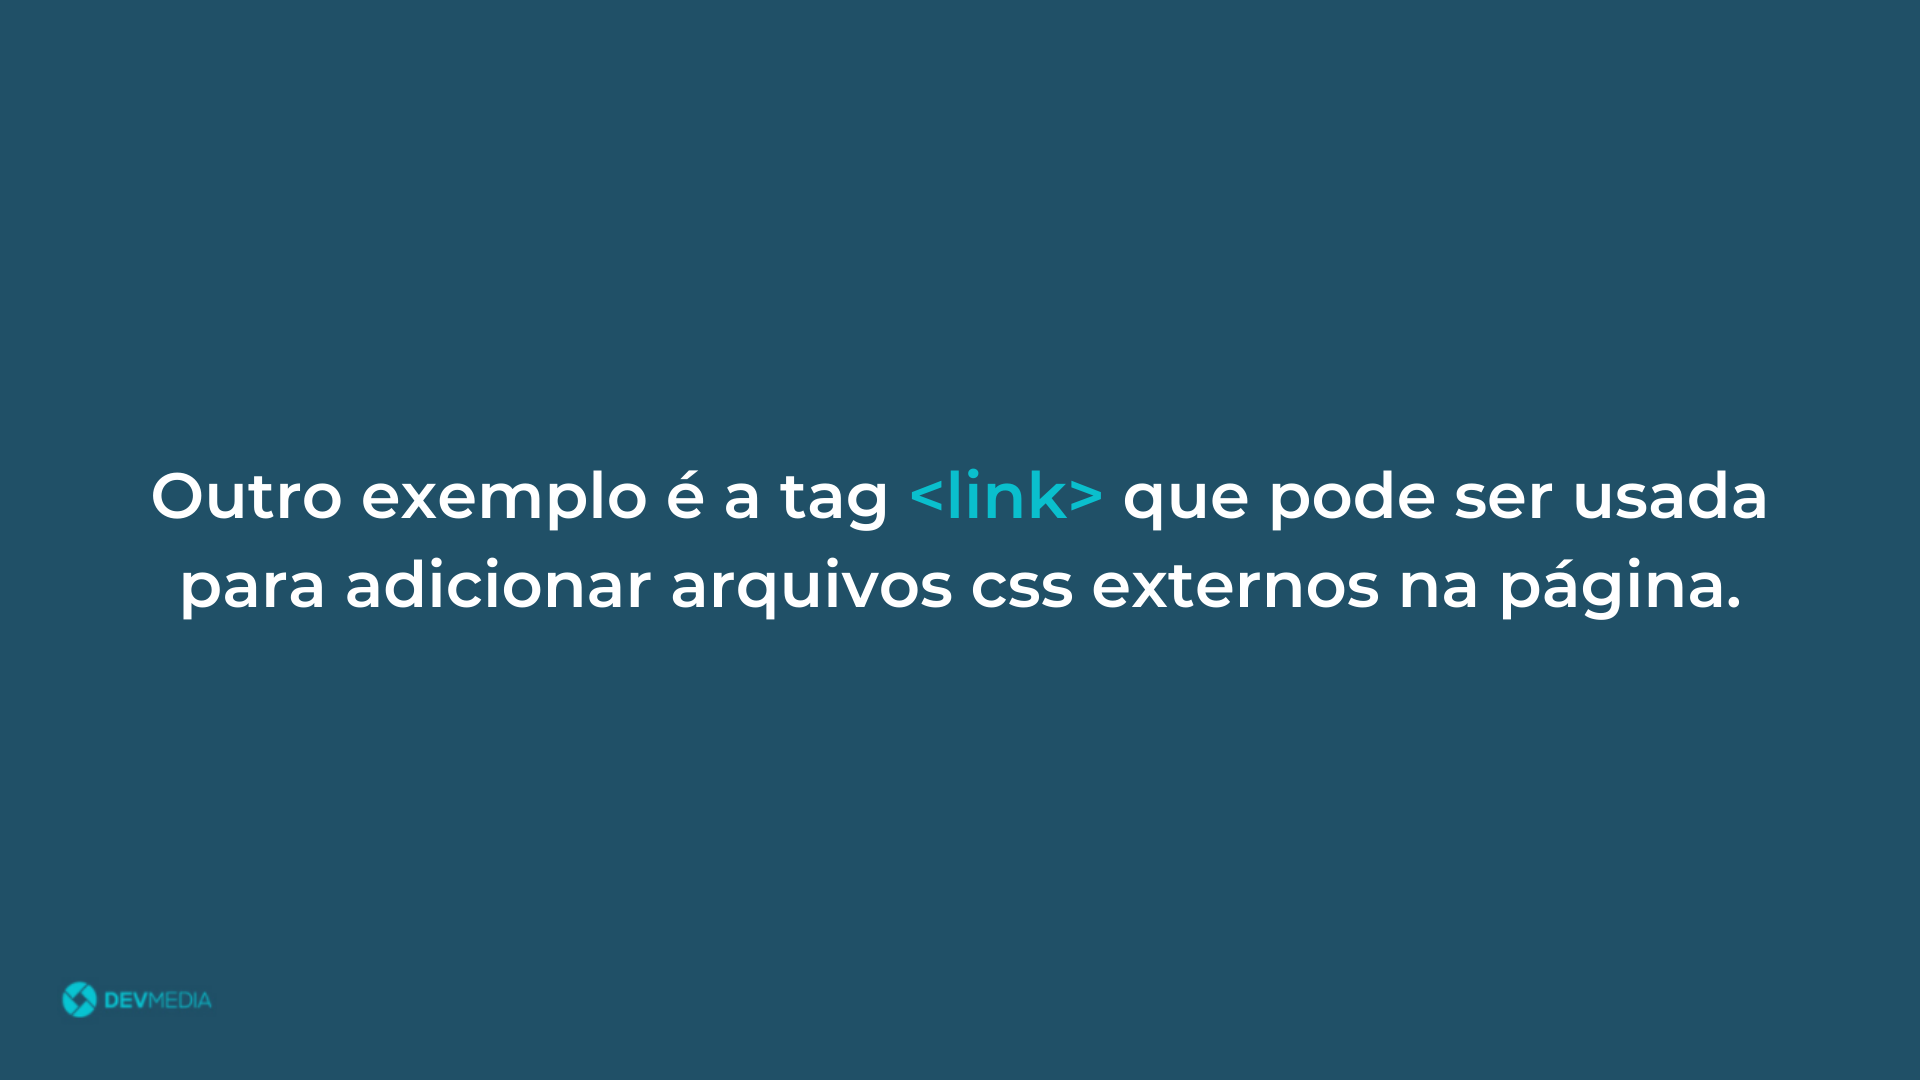 Outro exemplo é a tag <link> que pode ser usada
para adicionar arquivos css externos na página.
DEVMEDIA